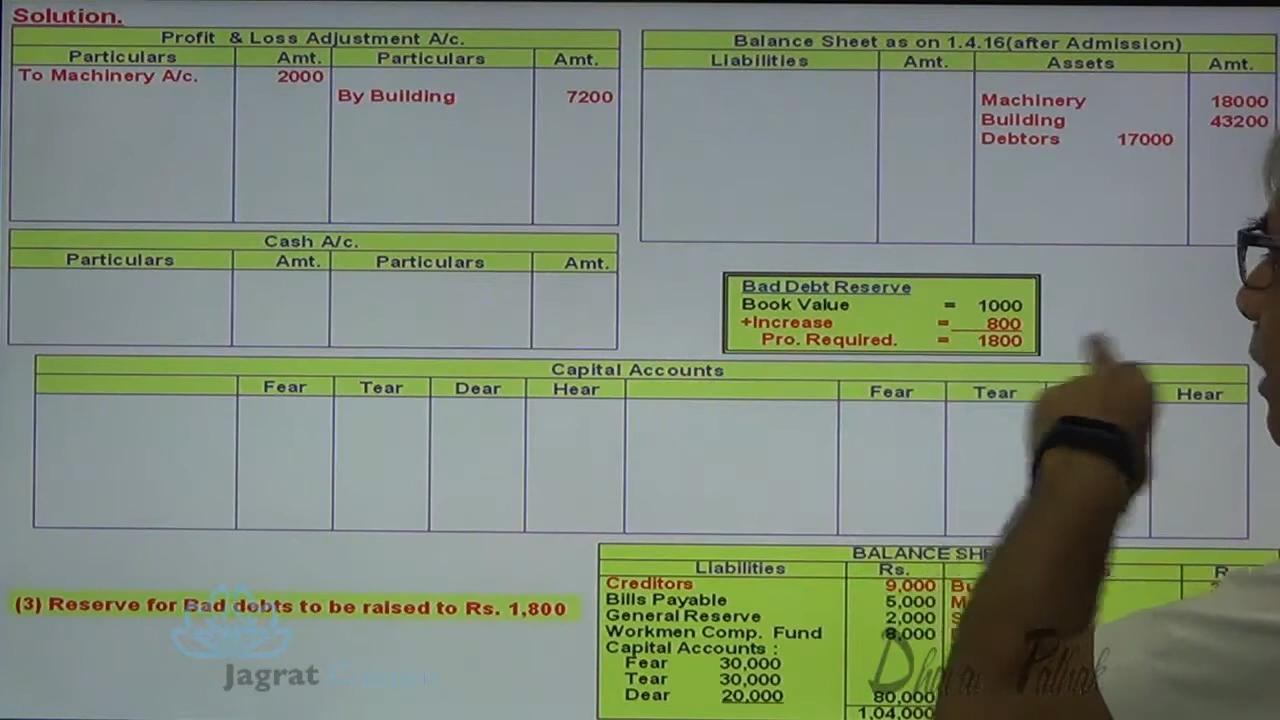 Solution.
Profit & Loss Adjustment A/c.
Particulars Amt. Particulars Amt.
To Machinery A/c. 2000
By Building 7200
Balance Sheet as on 1.4.16(after Admission)
Liabilities Amt. Assets Amt.
Machinery 18000
Building 43200
Debtors 17000
Cash A/c.
Particulars Amt. Particulars Amt.
Bad Debt Reserve
Book Value = 1000
+Increase = 800
Pro. Required. = 1800
Capital Accounts
Fear Tear Dear Hear Fear Tear Hear
(3) Reserve for Bad debts to be raised to Rs. 1,800
BALANCE SHE
Liabilities Rs.
Creditors 9,000
Bills Payable 5,000
General Reserve 2,000
Workmen Comp. Fund 8,000
Capital Accounts :
Fear 30,000
Tear 30,000
Dear 20,000 80,000
1,04,000
Jagrat
Pathak